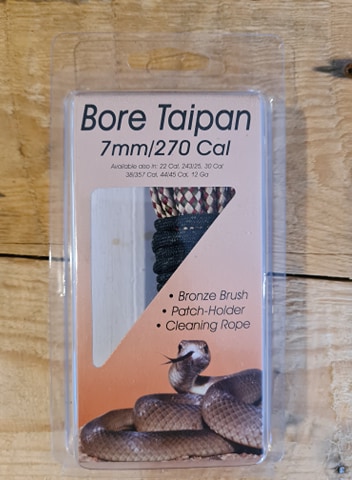 Bore Taipan
7mm/270 Cal
Available also in: 22 Cal, 243/25, 30 Cal
38/357 Cal, 44/45 Cal, 12 Ga
• Bronze Brush
• Patch-Holder
• Cleaning Rope